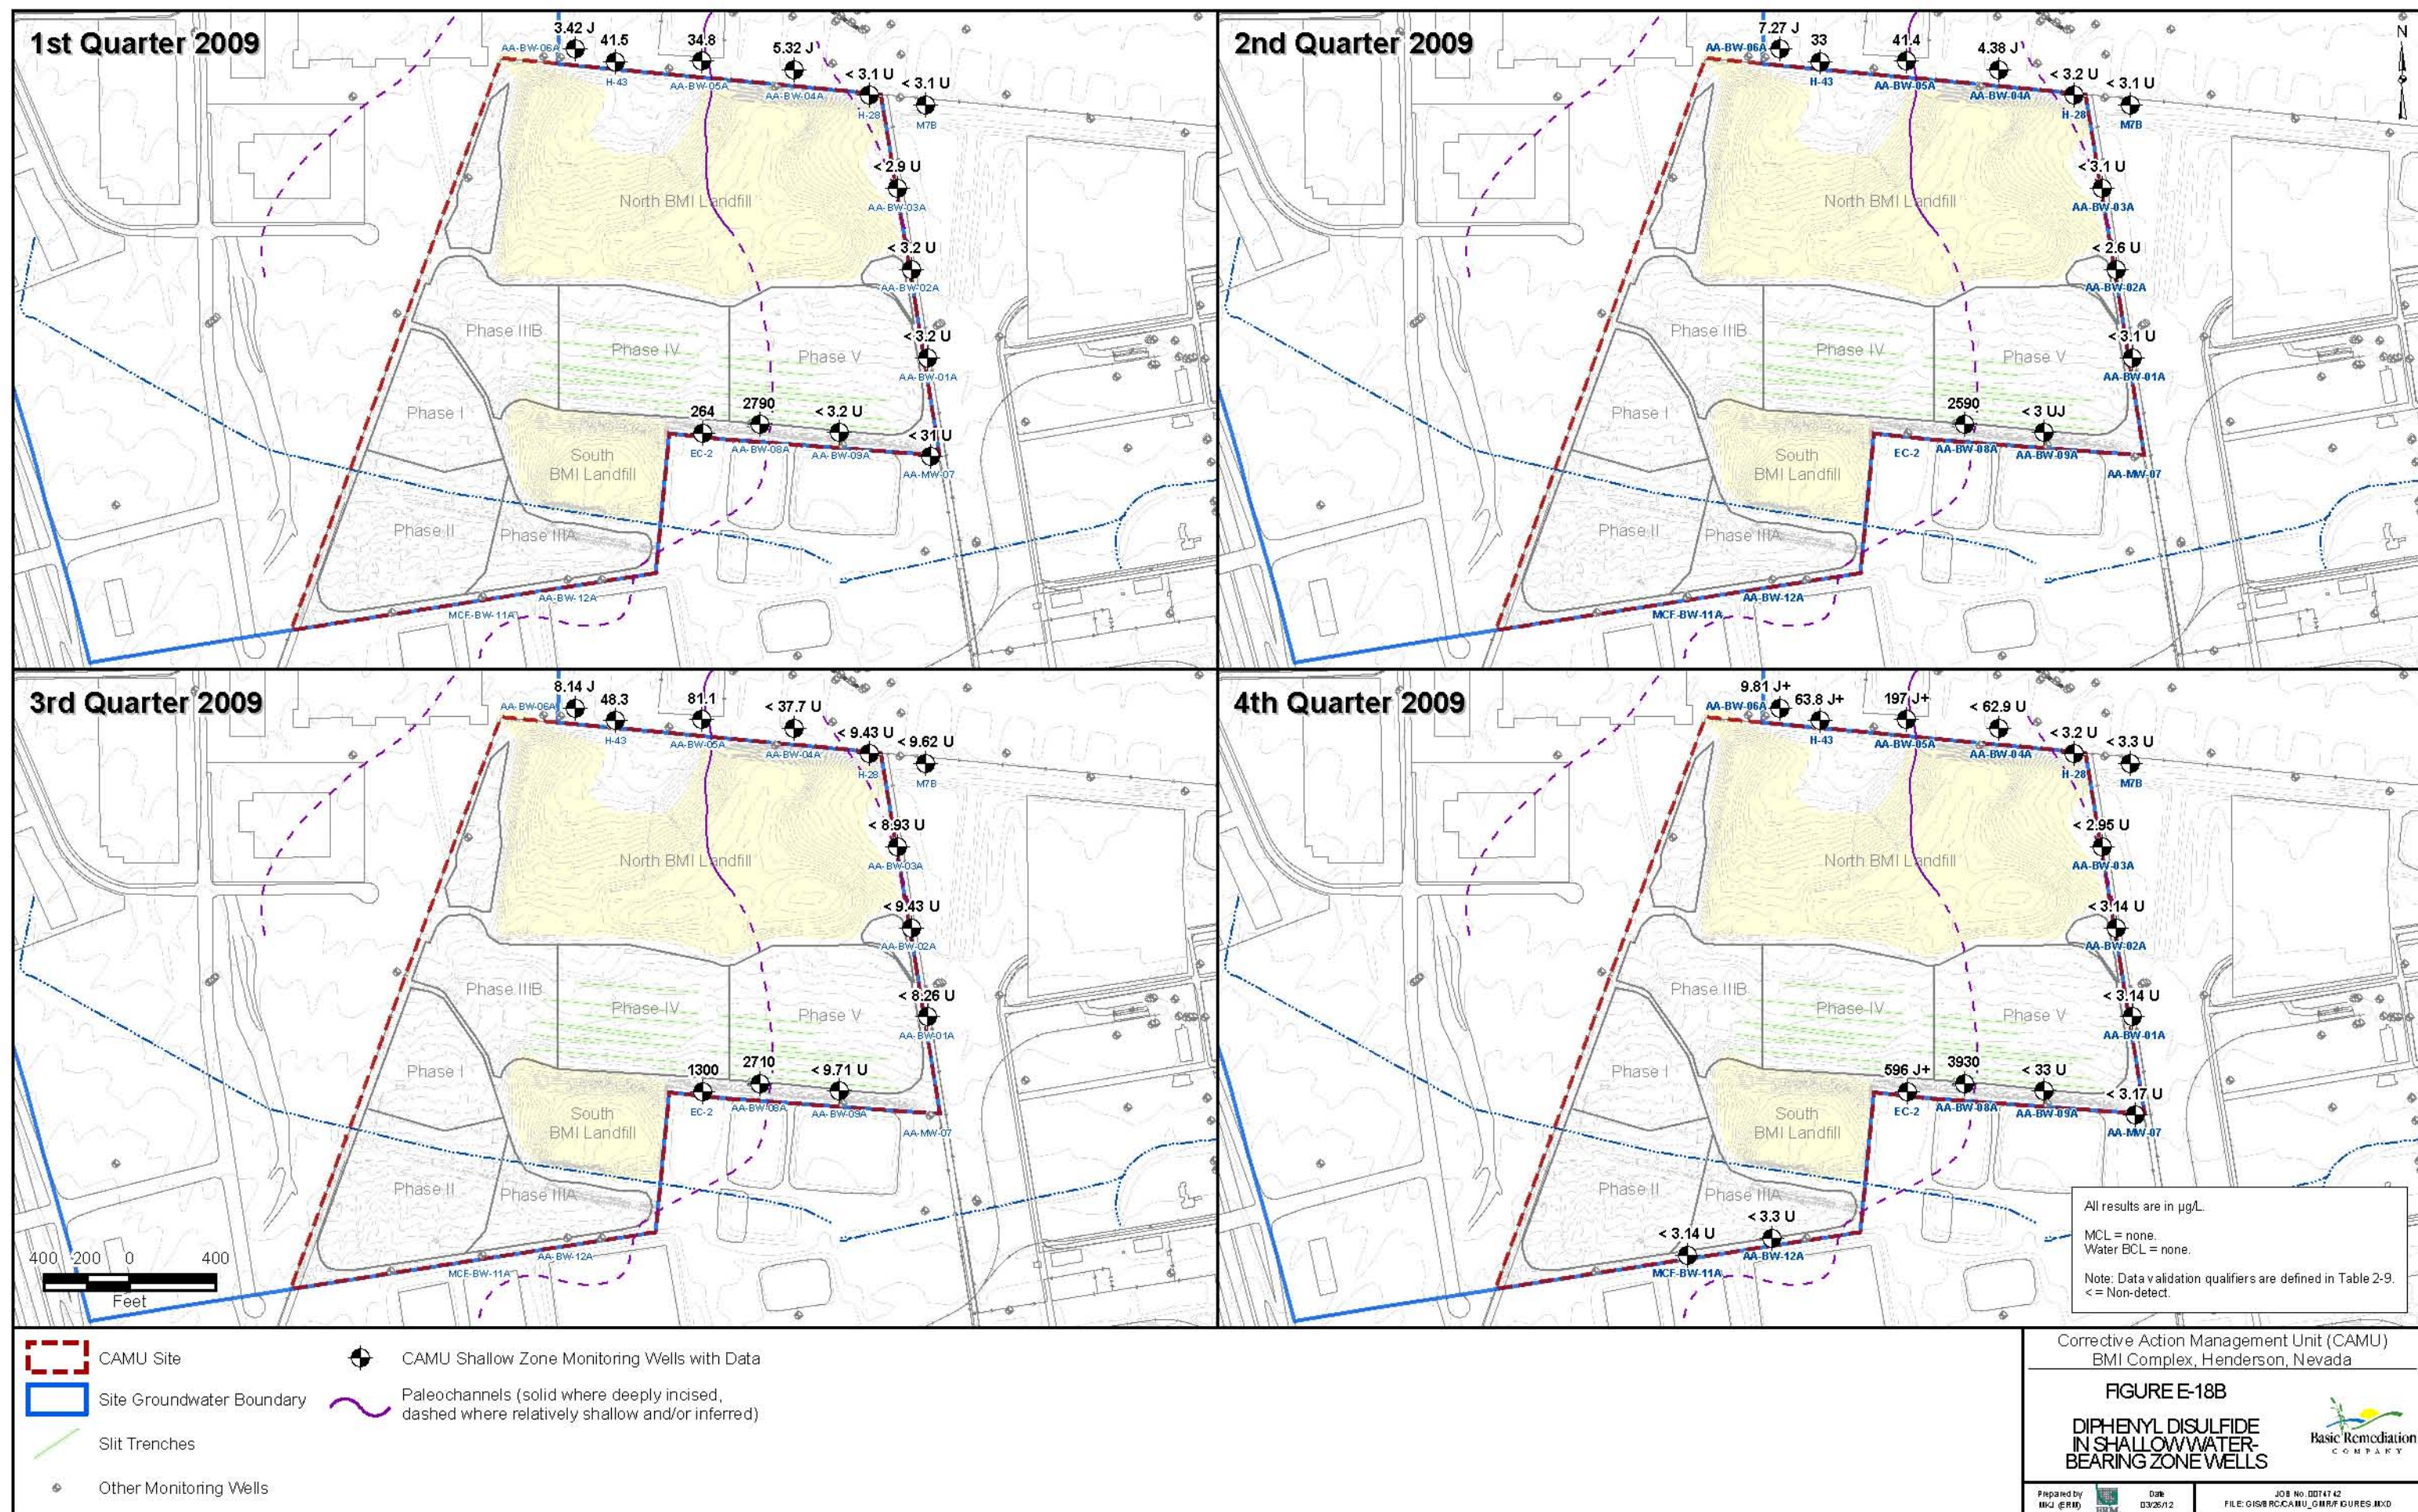 1st Quarter 2009
3.42 J
41.5
34.8
5.32 J
< 3.1 U
< 3.1 U
AA-BW-06A
H-43
AA-BW-05A
AA-BW-04A
H-28
M7B
< 2.9 U
North BMI Landfill
AA-BW-03A
< 3.2 U
AA-BW-02A
Phase IIIB
Phase IV
Phase V
< 3.2 U
AA-BW-01A
Phase I
264
2790
< 3.2 U
< 31 U
South
BMI Landfill
EC-2
AA-BW-08A
AA-BW-09A
AA-MW-07
Phase II
Phase IIIA
AA-BW-12A
MCF-BW-11A
2nd Quarter 2009
7.27 J
33
41.4
4.38 J
< 3.2 U
< 3.1 U
N
AA-BW-06A
H-43
AA-BW-05A
AA-BW-04A
H-28
M7B
< 3.1 U
North BMI Landfill
AA-BW-03A
< 2.6 U
AA-BW-02A
Phase IIIB
Phase IV
Phase V
< 3.1 U
AA-BW-01A
Phase I
2590
< 3 UJ
South
BMI Landfill
EC-2
AA-BW-08A
AA-BW-09A
AA-MW-07
Phase II
Phase IIIA
AA-BW-12A
MCF-BW-11A
3rd Quarter 2009
8.14 J
48.3
81.1
< 37.7 U
< 9.43 U
< 9.62 U
AA-BW-06A
H-43
AA-BW-05A
AA-BW-04A
H-28
M7B
< 8.93 U
North BMI Landfill
AA-BW-03A
< 9.43 U
AA-BW-02A
Phase IIIB
Phase IV
Phase V
< 8.26 U
AA-BW-01A
Phase I
1300
2710
< 9.71 U
South
BMI Landfill
EC-2
AA-BW-08A
AA-BW-09A
AA-MW-07
Phase II
Phase IIIA
AA-BW-12A
MCF-BW-11A
400 200 0 400
Feet
4th Quarter 2009
9.81 J+
63.8 J+
197 J+
< 62.9 U
< 3.2 U
< 3.3 U
AA-BW-06A
H-43
AA-BW-05A
AA-BW-04A
H-28
M7B
< 2.95 U
North BMI Landfill
AA-BW-03A
< 3.14 U
AA-BW-02A
Phase IIIB
Phase IV
Phase V
< 3.14 U
AA-BW-01A
Phase I
596 J+
3930
< 33 U
< 3.17 U
South
BMI Landfill
EC-2
AA-BW-08A
AA-BW-09A
AA-MW-07
Phase II
Phase IIIA
< 3.14 U
< 3.3 U
AA-BW-12A
MCF-BW-11A
All results are in µg/L.
MCL = none.
Water BCL = none.
Note: Data validation qualifiers are defined in Table 2-9.
< = Non-detect.
CAMU Site
CAMU Shallow Zone Monitoring Wells with Data
Site Groundwater Boundary
Paleochannels (solid where deeply incised,
dashed where relatively shallow and/or inferred)
Slit Trenches
Other Monitoring Wells
Corrective Action Management Unit (CAMU)
BMI Complex, Henderson, Nevada
FIGURE E-18B
DIPHENYL DISULFIDE
IN SHALLOW WATER-
BEARING ZONE WELLS
Basic Remediation
COMPANY
Prepared by
MKJ (ERM)
ERM
Date
03/26/12
JOB No. 0074742
FILE: GIS/BRC/CAMU_GMR/FIGURES.MXD